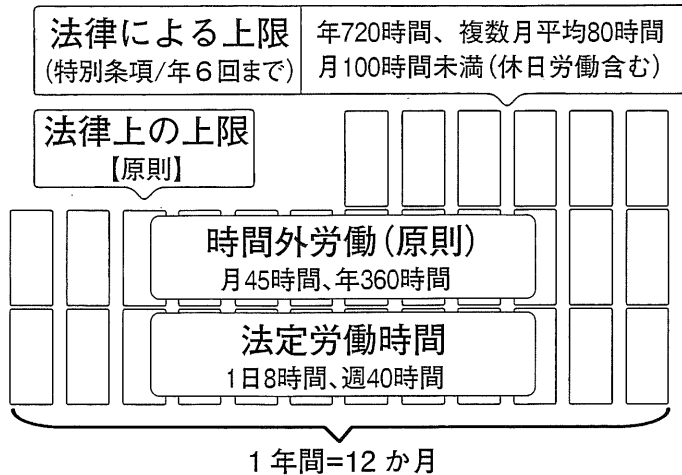 法律による上限
(特別条項/年6回まで)
年720時間、複数月平均80時間
月100時間未満(休日労働含む)
法律上の上限
【原則】
時間外労働(原則)
月45時間、年360時間
法定労働時間
1日8時間、週40時間
1年間=12か月